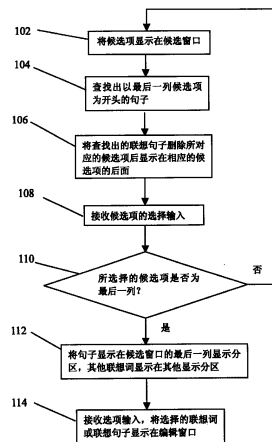 102
将候选项显示在候选窗口
104
查找出以最后一列候选项
为开头的句子
106
将查找出的联想句子删除所对
应的候选项后显示在相应的候
选项的后面
108
接收候选项的选择输入
110
所选择的候选项是否为
最后一列？
否
是
112
将句子显示在候选窗口的最后一列显示分
区，其他联想词显示在其他显示分区
114
接收选项输入，将选择的联想词
或联想句子显示在编辑窗口